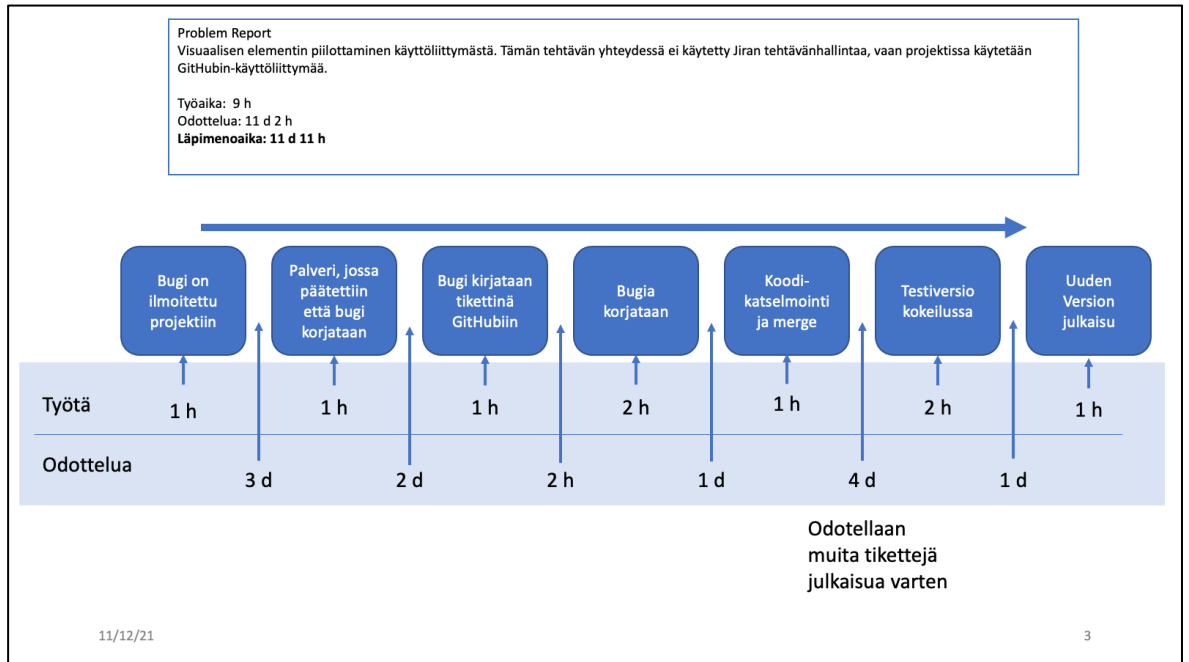 Problem Report
Visuaalisen elementin piilottaminen käyttöliittymästä. Tämän tehtävän yhteydessä ei käytetty Jiran tehtävänhallintaa, vaan projektissa käytetään
GitHubin-käyttöliittymää.
Työaika: 9 h
Odottelua: 11 d 2 h
Läpimenoaika: 11 d 11 h
Bugi on
ilmoitettu
projektiin
Palveri, jossa
päätettiin
että bugi
korjataan
Bugi kirjataan
tikettinä
GitHubiin
Bugia
korjataan
Koodi-
katselmointi
ja merge
Testiversio
kokeilussa
Uuden
Version
julkaisu
Työtä
1 h
1 h
1 h
2 h
1 h
2 h
1 h
Odottelua
3 d
2 d
2 h
1 d
4 d
1 d
Odotellaan
muita tikettejä
julkaisua varten
11/12/21
3